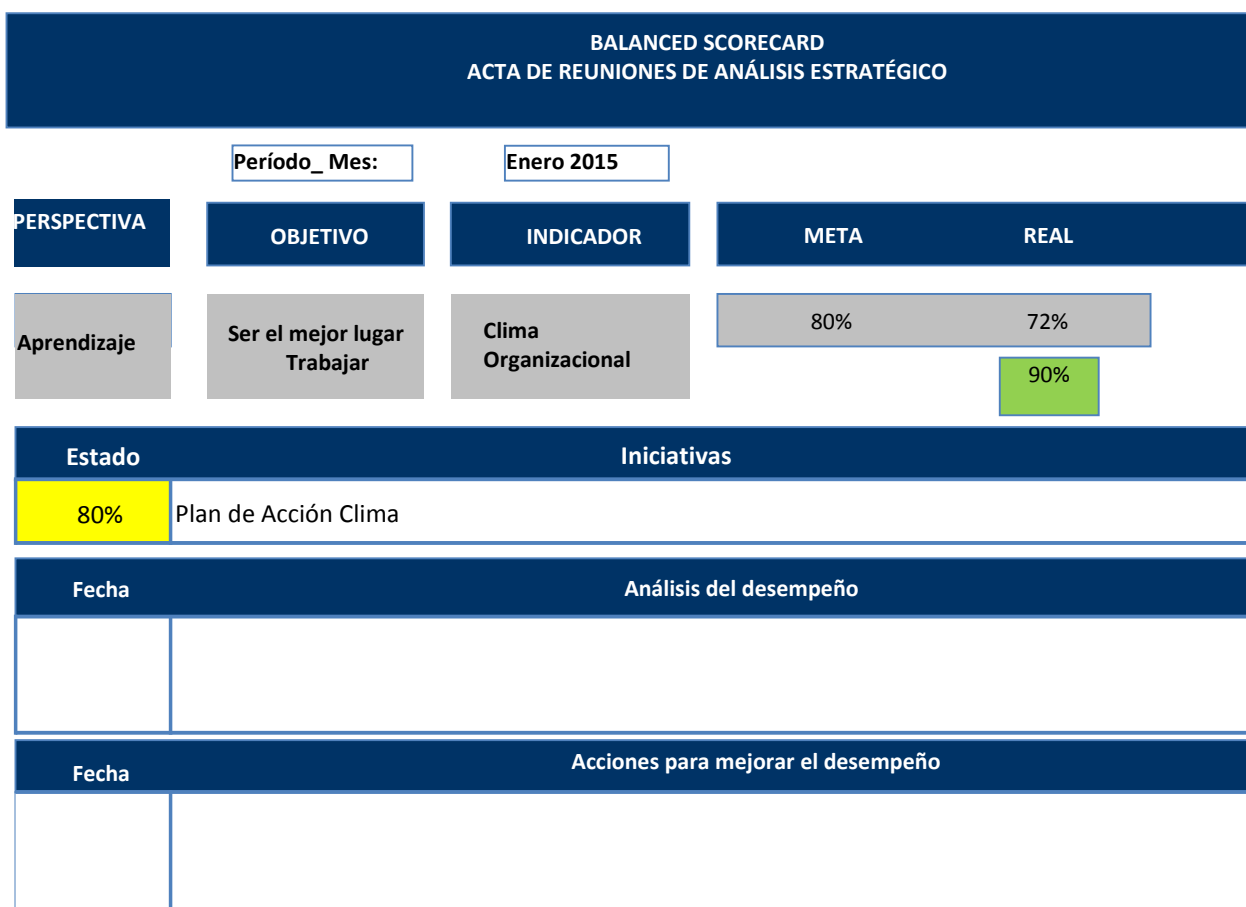 BALANCED SCORECARD
ACTA DE REUNIONES DE ANÁLISIS ESTRATÉGICO
Período_ Mes:
Enero 2015
PERSPECTIVA
OBJETIVO
INDICADOR
META
REAL
Aprendizaje
Ser el mejor lugar
Trabajar
Clima
Organizacional
80%
72%
90%
Estado
Iniciativas
80%
Plan de Acción Clima
Fecha
Análisis del desempeño
Fecha
Acciones para mejorar el desempeño